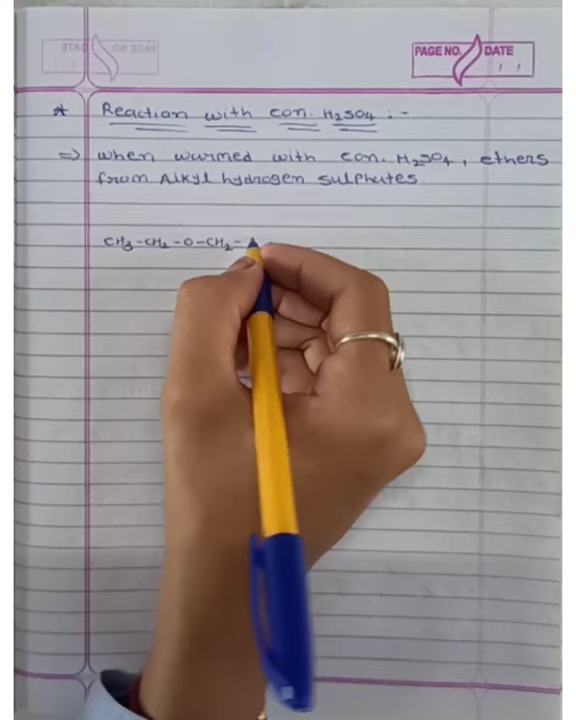 PAGE NO. DATE
* Reaction with con. H₂SO₄ :-
⇒ when warmed with con. H₂SO₄, ethers
from Alkyl hydrogen sulphates.
CH₃-CH₂-O-CH₂-